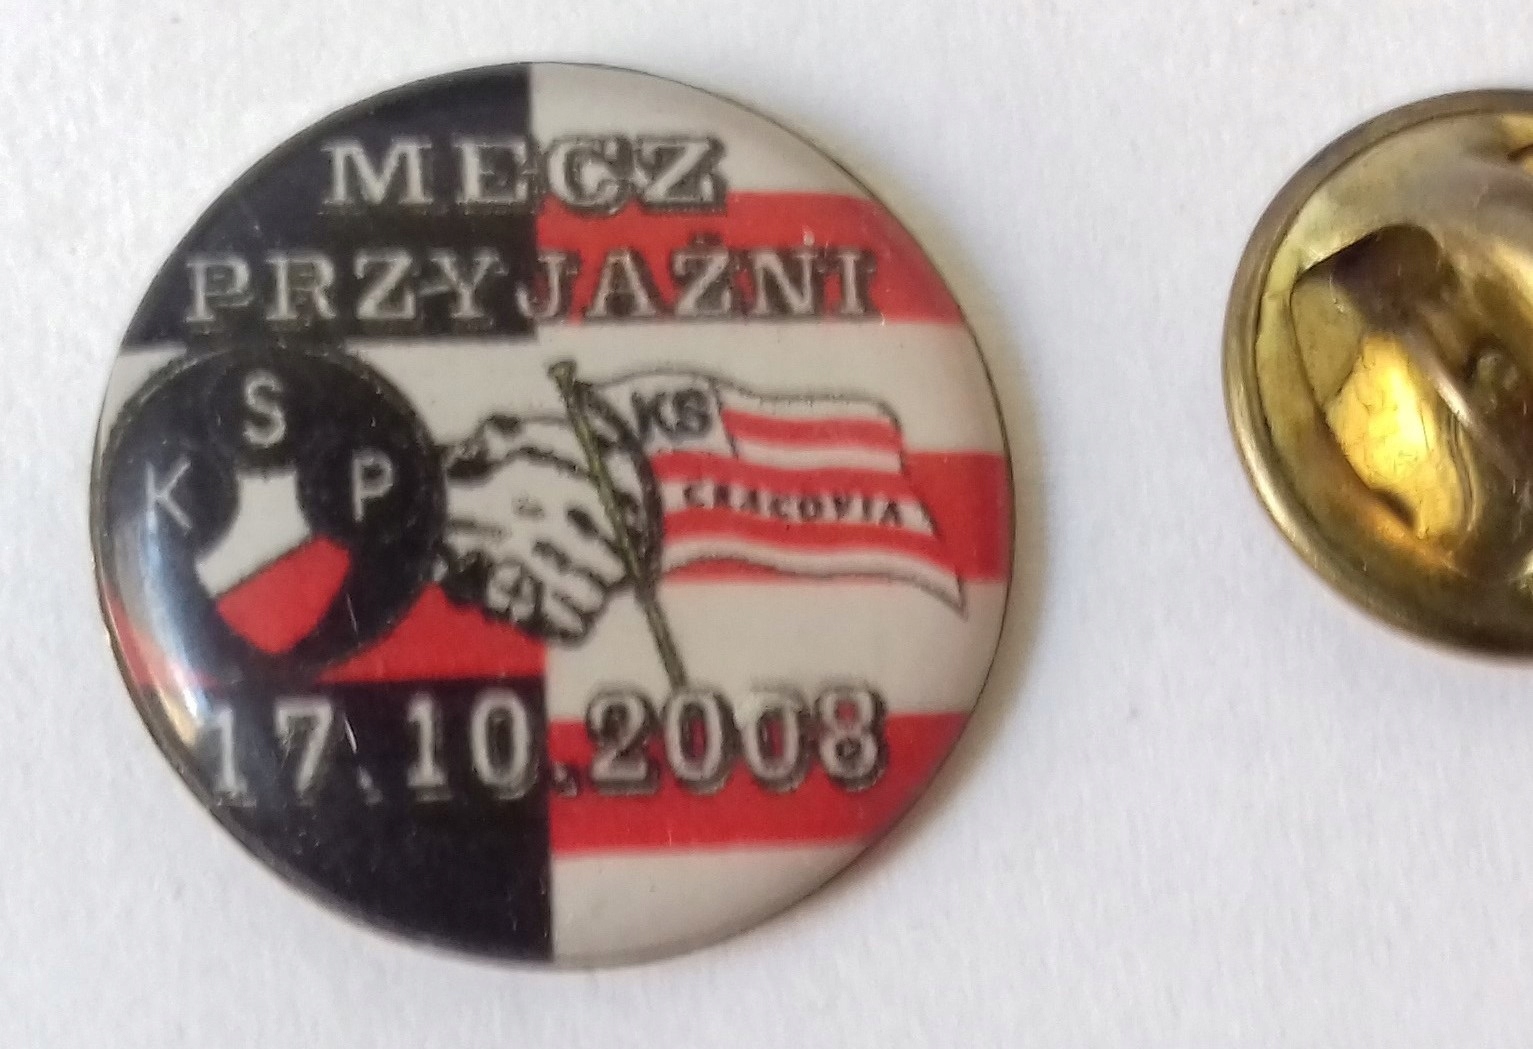 MECZ
PRZYJAŹNI
K S P
KS
CRACOVIA
17.10.2008